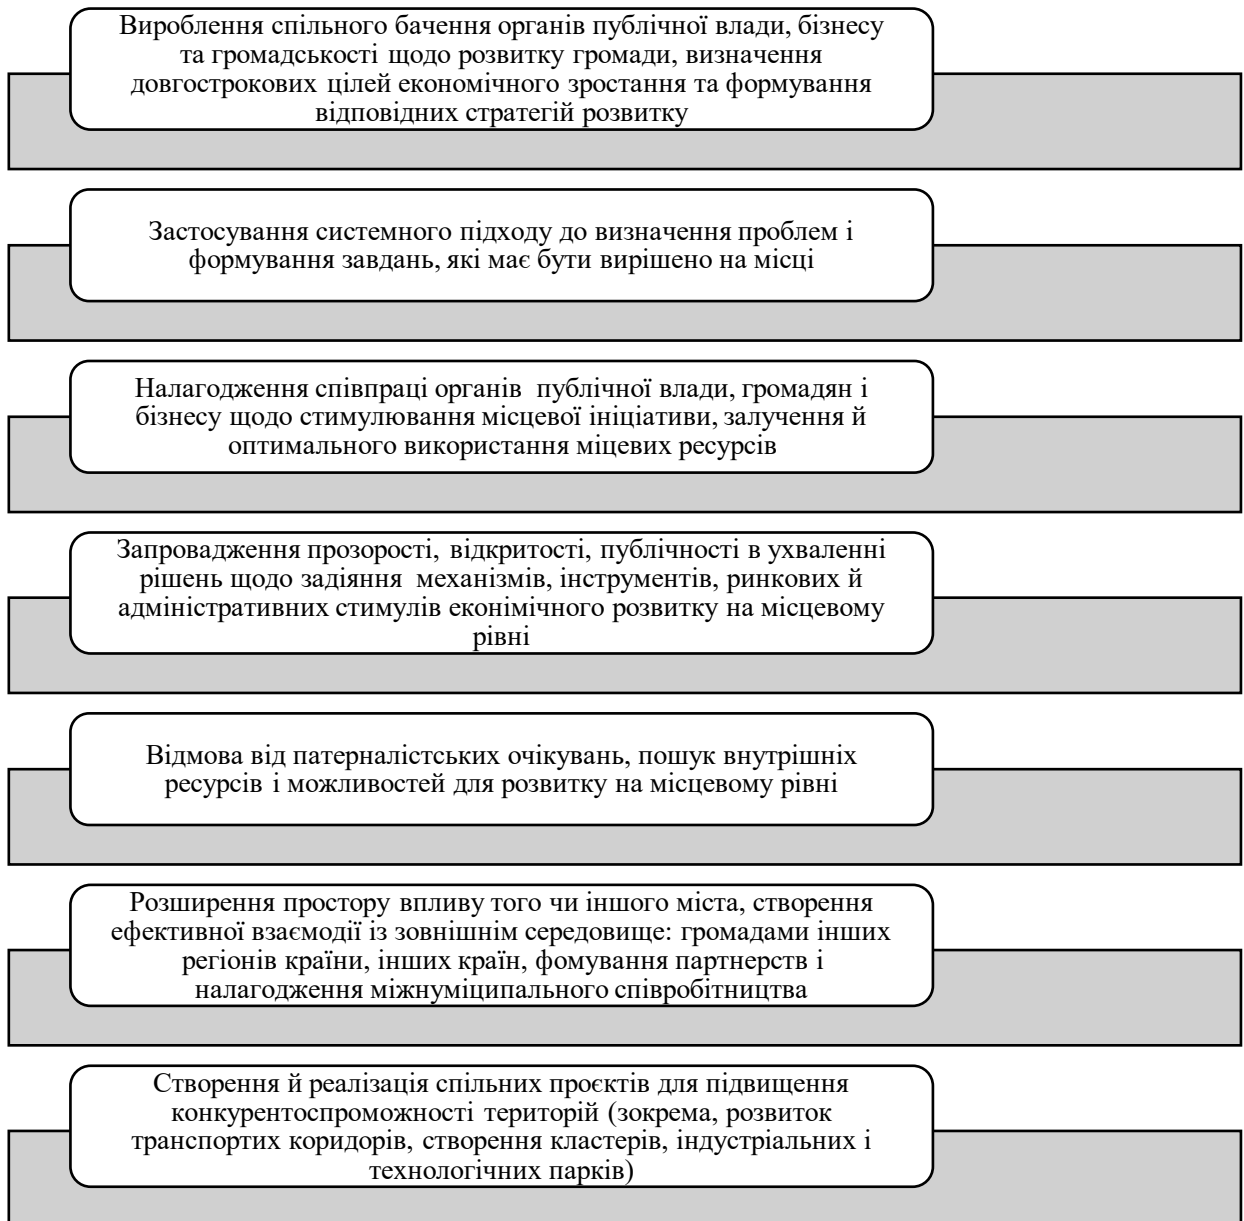 Вироблення спільного бачення органів публічної влади, бізнесу
та громадськості щодо розвитку громади, визначення
довгострокових цілей економічного зростання та формування
відповідних стратегій розвитку
Застосування системного підходу до визначення проблем і
формування завдань, які має бути вирішено на місці
Налагодження співпраці органів публічної влади, громадян і
бізнесу щодо стимулювання місцевої ініціативи, залучення й
оптимального використання міцевих ресурсів
Запровадження прозорості, відкритості, публічності в ухваленні
рішень щодо задіяння механізмів, інструментів, ринкових й
адміністративних стимулів еконімічного розвитку на місцевому
рівні
Відмова від патерналістських очікувань, пошук внутрішніх
ресурсів і можливостей для розвитку на місцевому рівні
Розширення простору впливу того чи іншого міста, створення
ефективної взаємодії із зовнішнім середовище: громадами інших
регіонів країни, інших країн, фомування партнерств і
налагодження міжнуміципального співробітництва
Створення й реалізація спільних проєктів для підвищення
конкурентоспроможності територій (зокрема, розвиток
транспортих коридорів, створення кластерів, індустріальних і
технологічних парків)